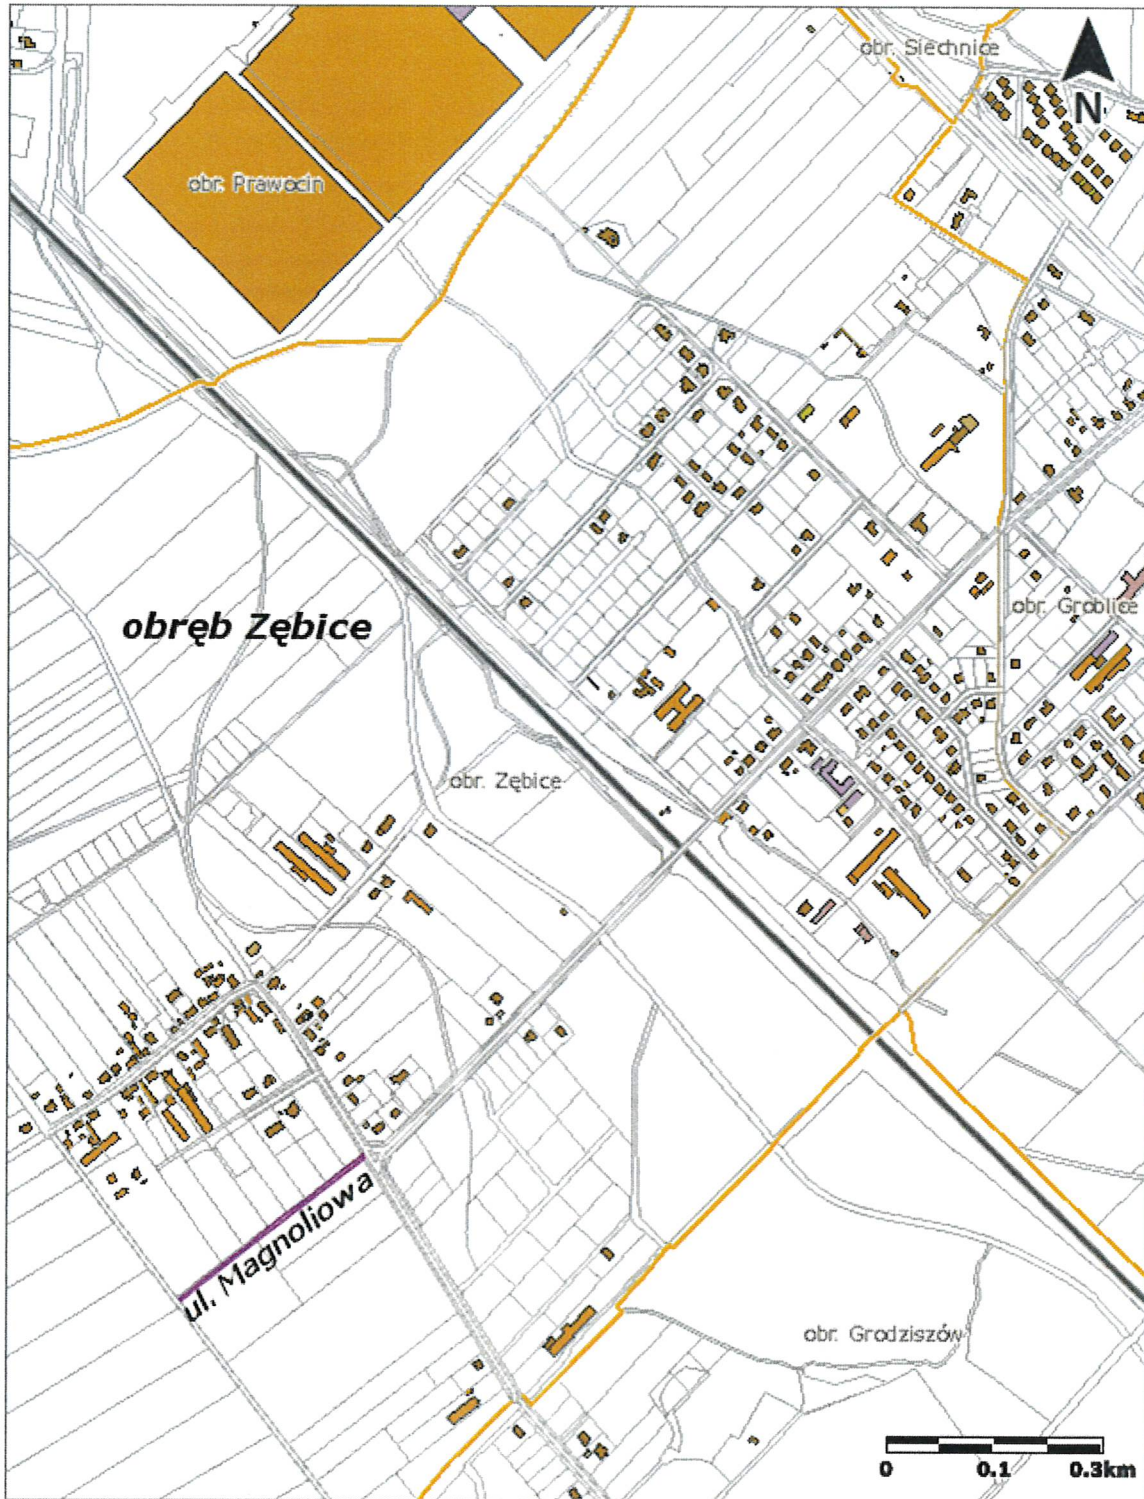 obr. Siechnice
N
obr. Prawocin
obręb Zębice
obr. Groblice
obr. Zębice
ul. Magnoliowa
obr. Grodziszów
0 0.1 0.3km